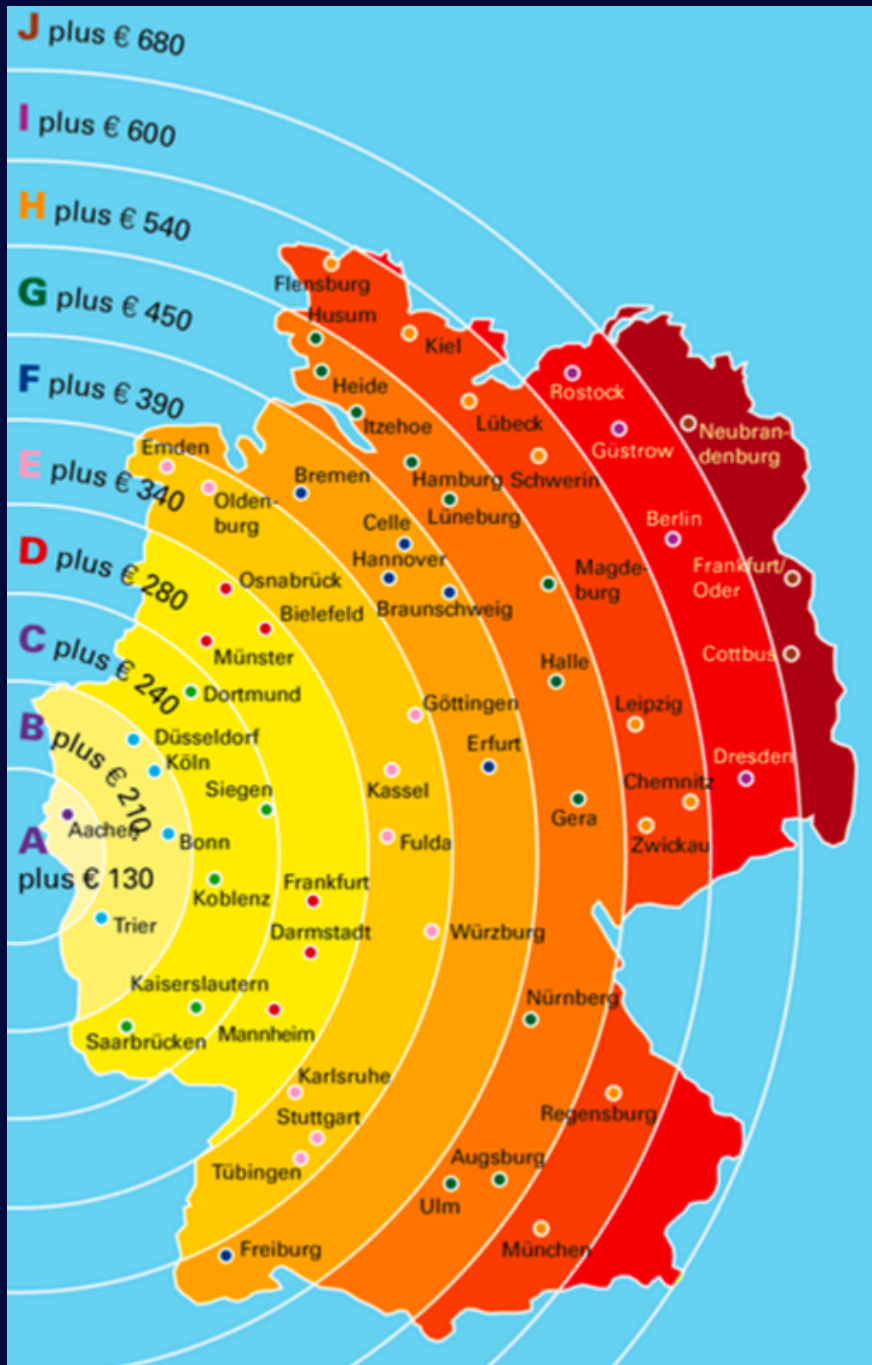 J plus € 680
I plus € 600
H plus € 540
G plus € 450
F plus € 390
E plus € 340
D plus € 280
C plus € 240
B plus € 210
A
plus € 130
Flensburg
Husum
Kiel
Heide
Rostock
Itzehoe
Lübeck
Güstrow
Neubran-
denburg
Emden
Bremen
Hamburg
Schwerin
Olden-
burg
Lüneburg
Celle
Berlin
Hannover
Osnabrück
Magde-
burg
Frankfurt/
Oder
Braunschweig
Bielefeld
Münster
Halle
Cottbus
Dortmund
Göttingen
Leipzig
Düsseldorf
Erfurt
Köln
Dresden
Siegen
Kassel
Chemnitz
Aachen
Gera
Bonn
Fulda
Zwickau
Frankfurt
Koblenz
Trier
Darmstadt
Würzburg
Kaiserslautern
Nürnberg
Saarbrücken
Mannheim
Karlsruhe
Stuttgart
Regensburg
Tübingen
Augsburg
Ulm
Freiburg
München